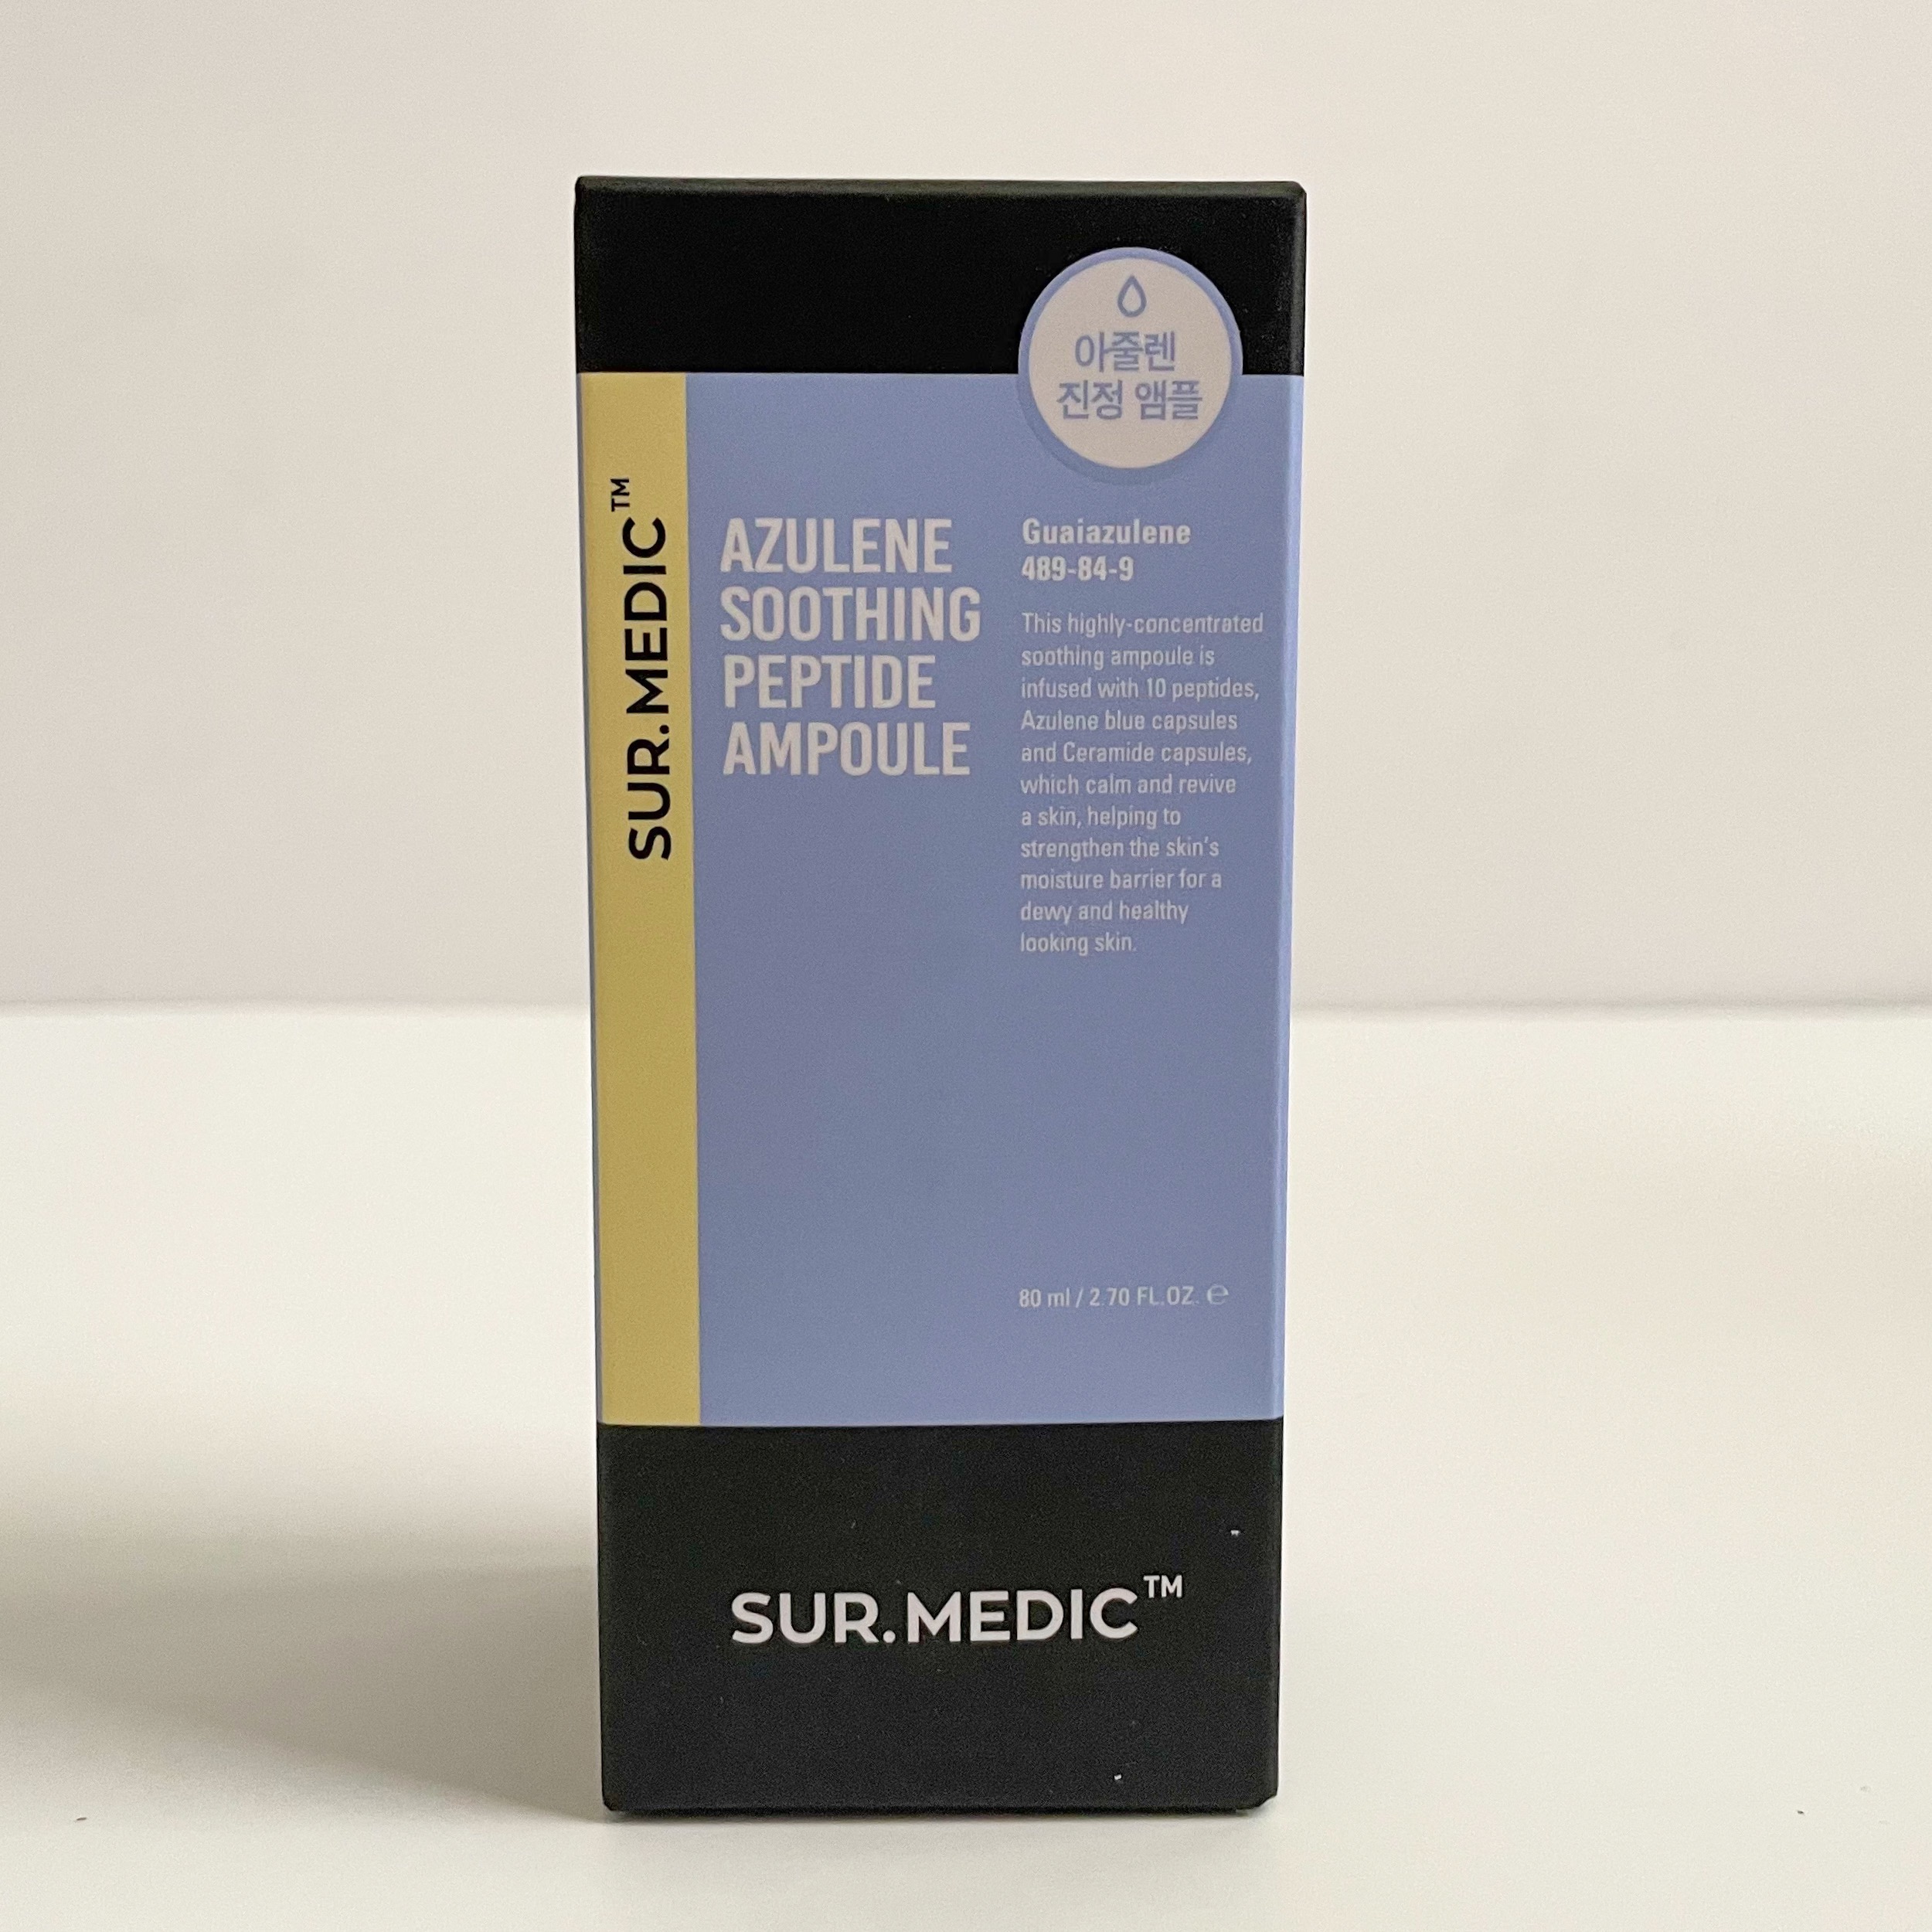 아줄렌
진정 앰플
SUR.MEDIC™
AZULENE
SOOTHING
PEPTIDE
AMPOULE
Guaiazulene
489-84-9
This highly-concentrated
soothing ampoule is
infused with 10 peptides,
Azulene blue capsules
and Ceramide capsules,
which calm and revive
a skin, helping to
strengthen the skin's
moisture barrier for a
dewy and healthy
looking skin.
80 ml / 2.70 FL.OZ. ℮
SUR.MEDIC™